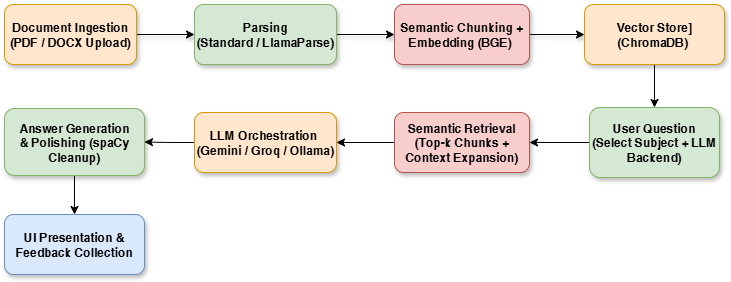 Document Ingestion
(PDF / DOCX Upload)
Parsing
(Standard / LlamaParse)
Semantic Chunking +
Embedding (BGE)
Vector Store]
(ChromaDB)
User Question
(Select Subject + LLM
Backend)
Semantic Retrieval
(Top-k Chunks +
Context Expansion)
LLM Orchestration
(Gemini / Groq / Ollama)
Answer Generation
& Polishing (spaCy
Cleanup)
UI Presentation &
Feedback Collection